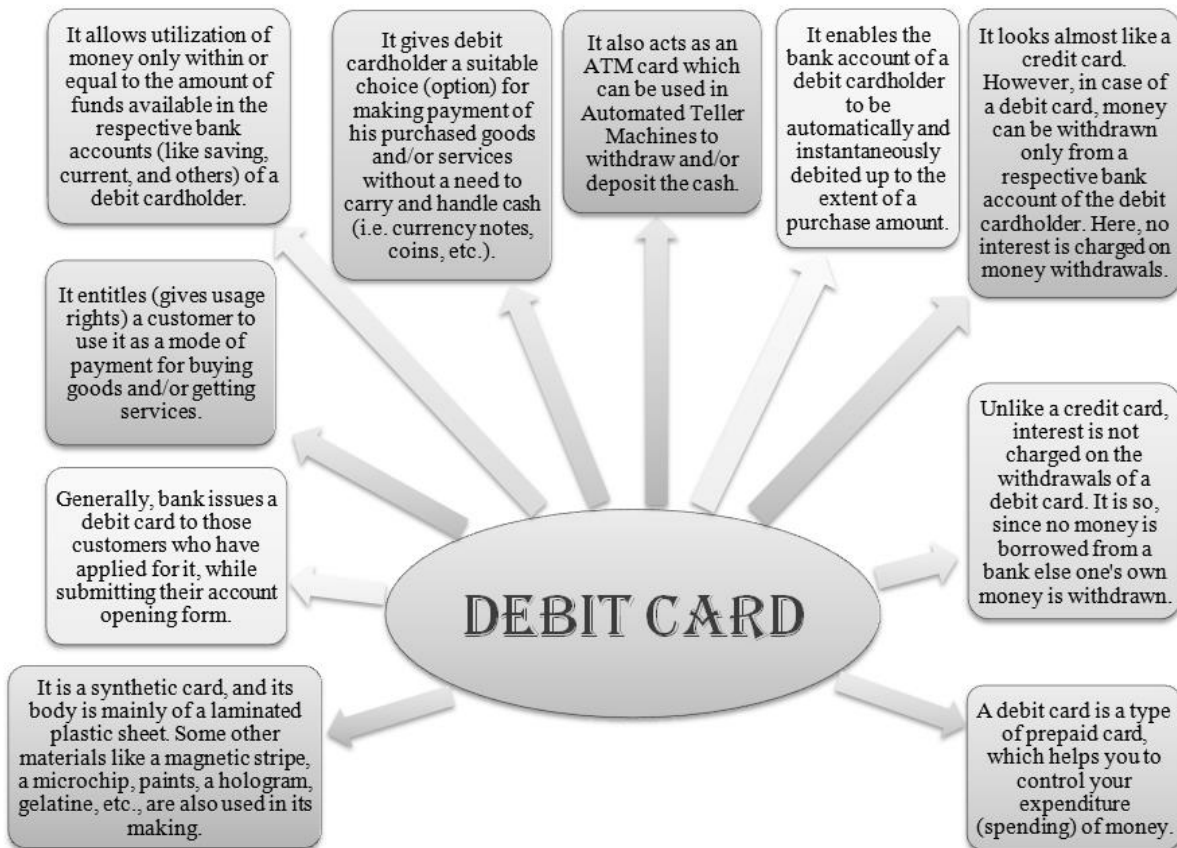 It allows utilization of
money only within or
equal to the amount of
funds available in the
respective bank
accounts (like saving,
current, and others) of a
debit cardholder.
It gives debit
cardholder a suitable
choice (option) for
making payment of
his purchased goods
and/or services
without a need to
carry and handle cash
(i.e. currency notes,
coins, etc.).
It also acts as an
ATM card which
can be used in
Automated Teller
Machines to
withdraw and/or
deposit the cash.
It enables the
bank account of a
debit cardholder
to be
automatically and
instantaneously
debited up to the
extent of a
purchase amount.
It looks almost like a
credit card.
However, in case of
a debit card, money
can be withdrawn
only from a
respective bank
account of the debit
cardholder. Here, no
interest is charged on
money withdrawals.
It entitles (gives usage
rights) a customer to
use it as a mode of
payment for buying
goods and/or getting
services.
Unlike a credit card,
interest is not
charged on the
withdrawals of a
debit card. It is so,
since no money is
borrowed from a
bank else one's own
money is withdrawn.
Generally, bank issues a
debit card to those
customers who have
applied for it, while
submitting their account
opening form.
DEBIT CARD
It is a synthetic card, and its
body is mainly of a laminated
plastic sheet. Some other
materials like a magnetic stripe,
a microchip, paints, a hologram,
gelatine, etc., are also used in its
making.
A debit card is a type
of prepaid card,
which helps you to
control your
expenditure
(spending) of money.